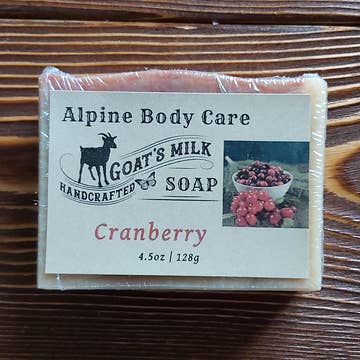 Alpine Body Care
GOAT'S MILK
HANDCRAFTED SOAP
Cranberry
4.5oz | 128g